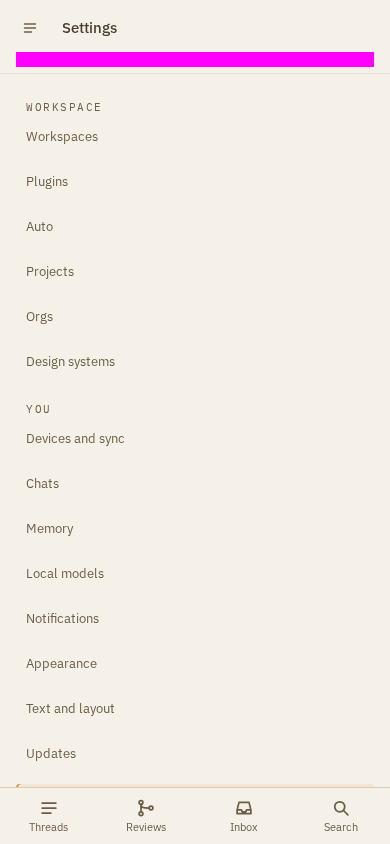 Settings
WORKSPACE
Workspaces
Plugins
Auto
Projects
Orgs
Design systems
YOU
Devices and sync
Chats
Memory
Local models
Notifications
Appearance
Text and layout
Updates
Threads
Reviews
Inbox
Search